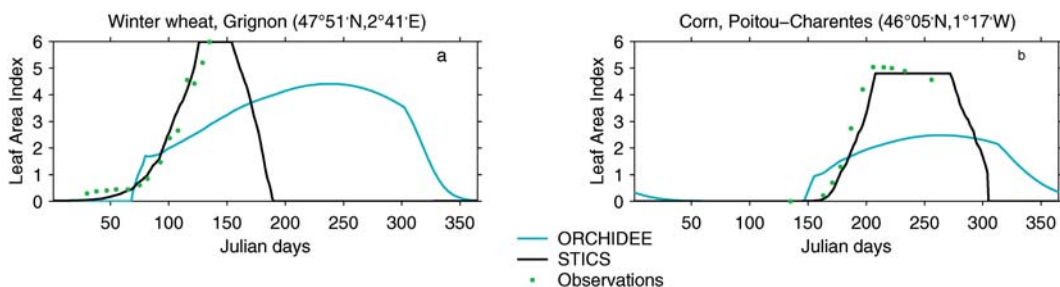 Winter wheat, Grignon (47°51'N,2°41'E)
a
Leaf Area Index
6
5
4
3
2
1
0
50 100 150 200 250 300 350
Julian days
Corn, Poitou−Charentes (46°05'N,1°17'W)
b
Leaf Area Index
6
5
4
3
2
1
0
50 100 150 200 250 300 350
Julian days
ORCHIDEE
STICS
Observations